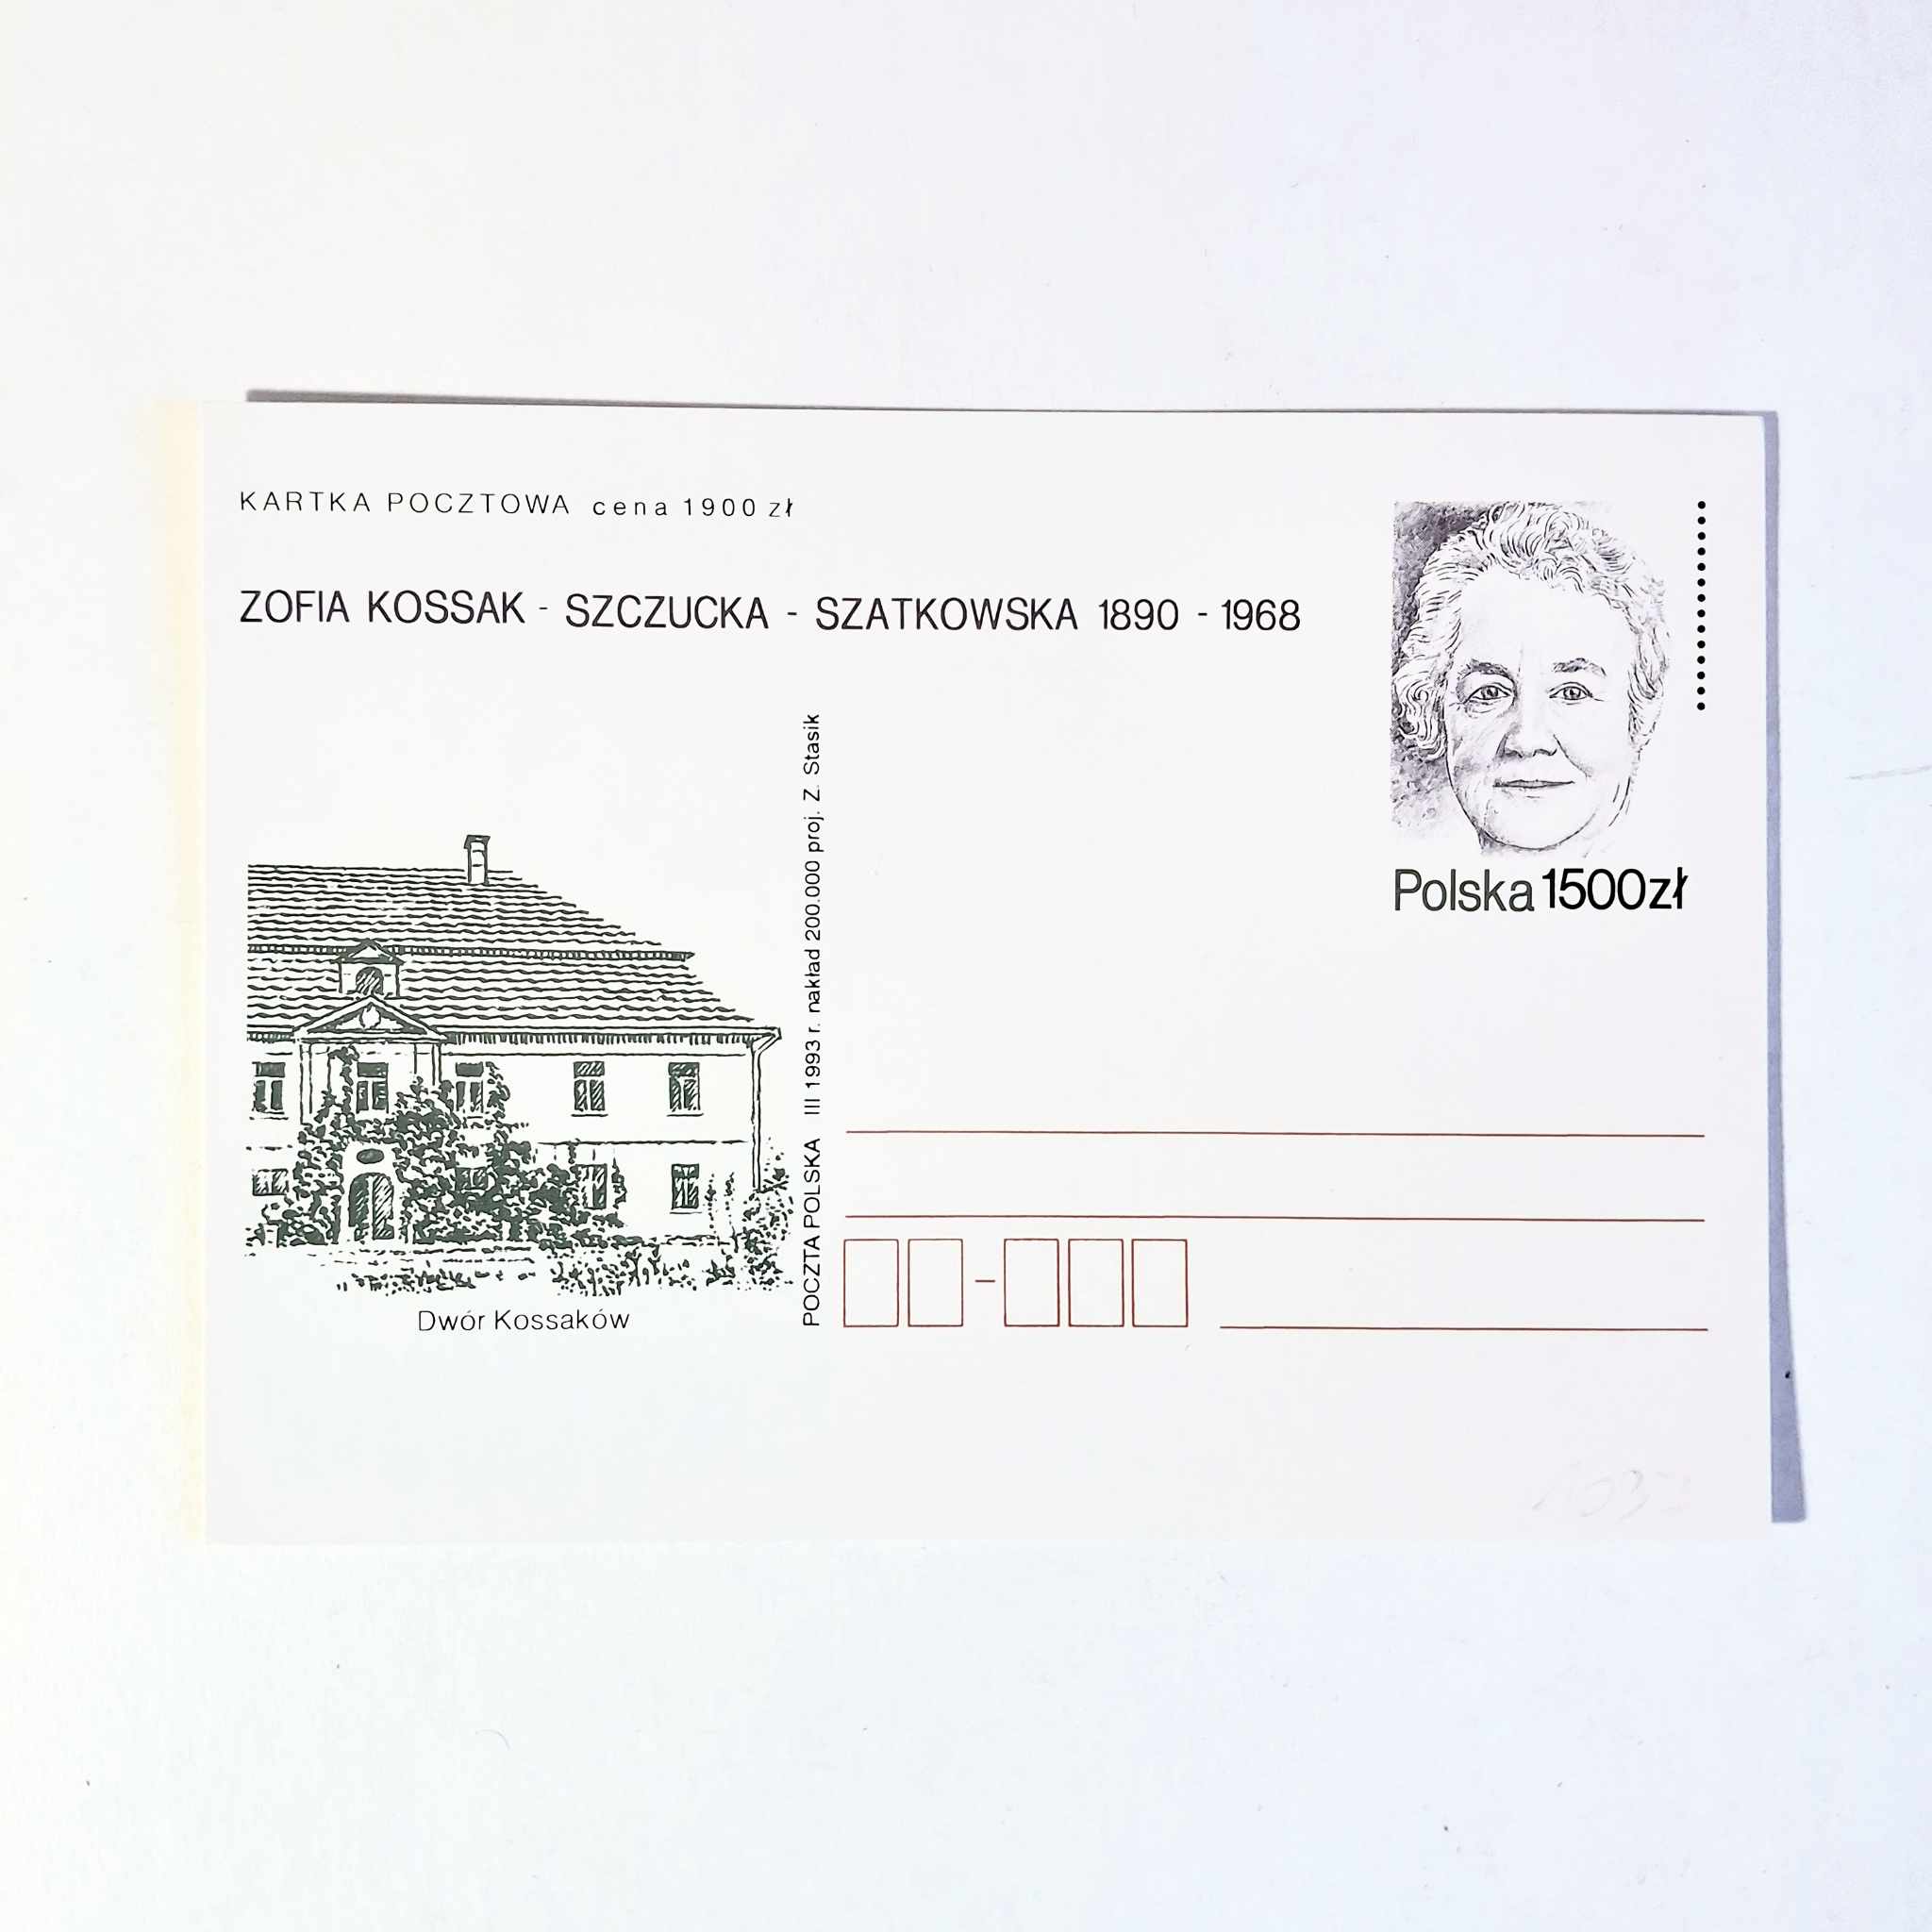 KARTKA POCZTOWA cena 1900 zł
ZOFIA KOSSAK - SZCZUCKA - SZATKOWSKA 1890 - 1968
Polska 1500zł
POCZTA POLSKA III 1993 r. nakład 200.000 proj. Z. Stasik
Dwór Kossaków